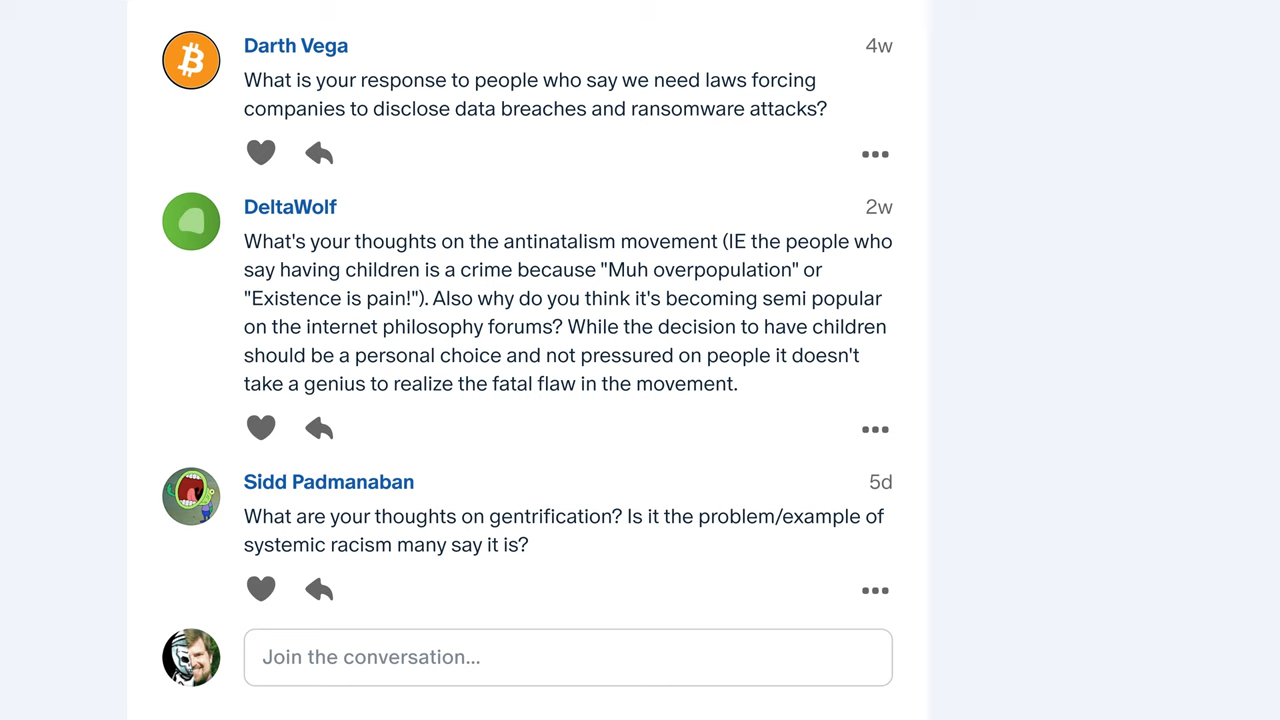 Darth Vega 4w
What is your response to people who say we need laws forcing
companies to disclose data breaches and ransomware attacks?
DeltaWolf 2w
What's your thoughts on the antinatalism movement (IE the people who
say having children is a crime because "Muh overpopulation" or
"Existence is pain!"). Also why do you think it's becoming semi popular
on the internet philosophy forums? While the decision to have children
should be a personal choice and not pressured on people it doesn't
take a genius to realize the fatal flaw in the movement.
Sidd Padmanaban 5d
What are your thoughts on gentrification? Is it the problem/example of
systemic racism many say it is?
Join the conversation...